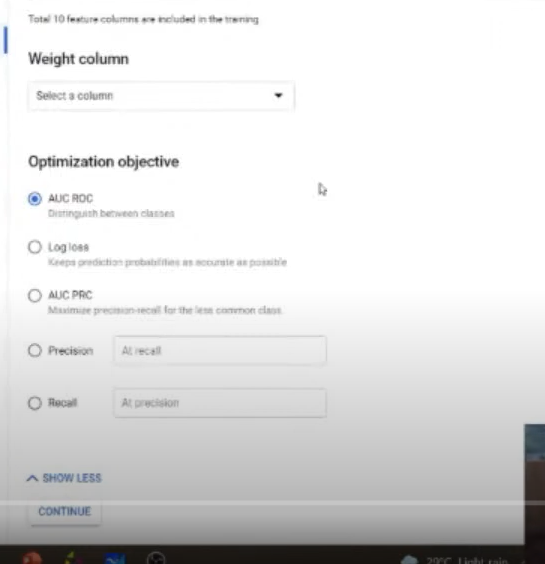 Total 10 feature columns are included in the training
Weight column
Select a column
Optimization objective
AUC ROC
Distinguish between classes
Log loss
Keeps prediction probabilities as accurate as possible
AUC PRC
Maximize precision-recall for the less common class
Precision
At recall
Recall
At precision
SHOW LESS
CONTINUE
29°C Light rain